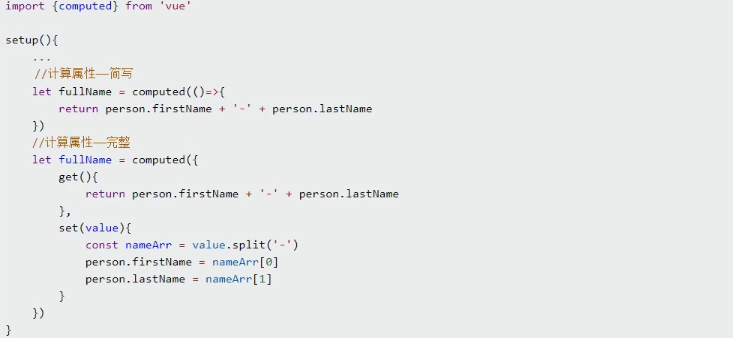 import {computed} from 'vue'

setup(){
    ...
    //计算属性——简写
    let fullName = computed(()=>{
        return person.firstName + '-' + person.lastName
    })
    //计算属性——完整
    let fullName = computed({
        get(){
            return person.firstName + '-' + person.lastName
        },
        set(value){
            const nameArr = value.split('-')
            person.firstName = nameArr[0]
            person.lastName = nameArr[1]
        }
    })
}